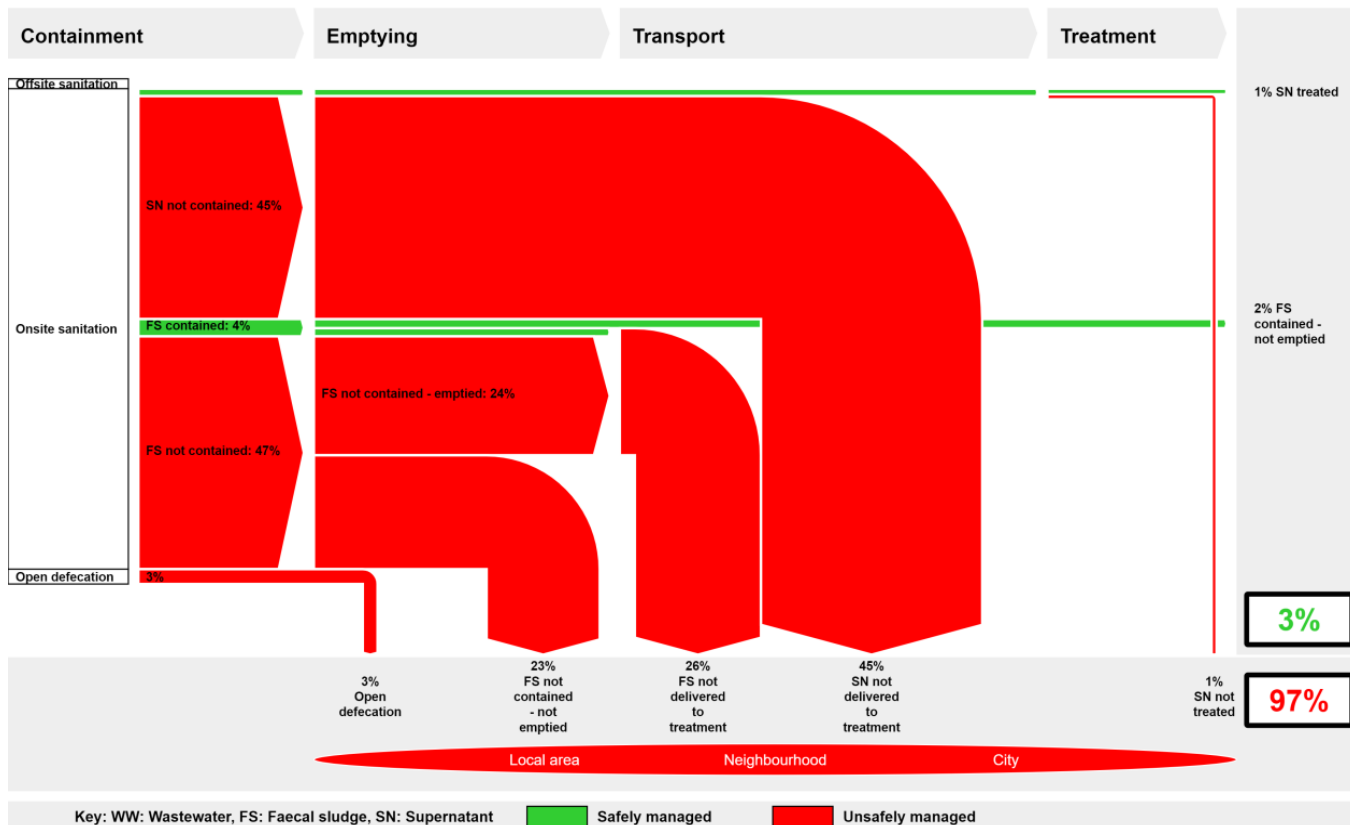 Containment
Emptying
Transport
Treatment
Offsite sanitation
1% SN treated
SN not contained: 45%
Onsite sanitation
FS contained: 4%
2% FS
contained -
not emptied
FS not contained - emptied: 24%
FS not contained: 47%
Open defecation
3%
3%
3%
Open
defecation
23%
FS not
contained
- not
emptied
26%
FS not
delivered
to
treatment
45%
SN not
delivered
to
treatment
1%
SN not
treated
97%
Local area
Neighbourhood
City
Key: WW: Wastewater, FS: Faecal sludge, SN: Supernatant
Safely managed
Unsafely managed